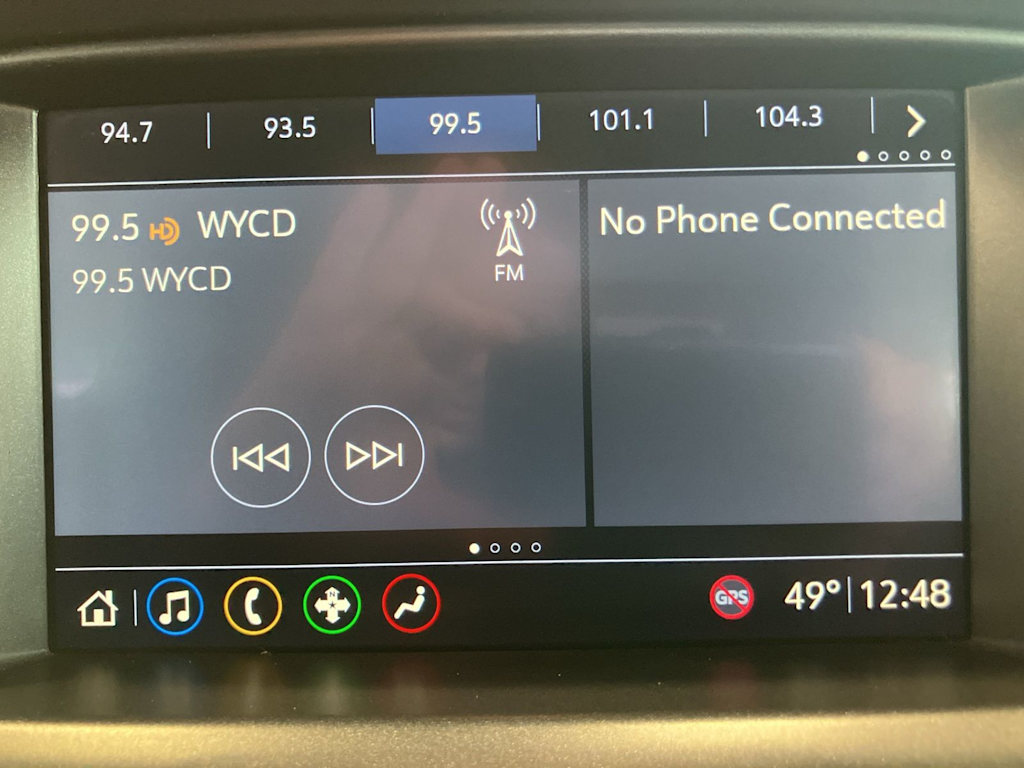 94.7 | 93.5 | 99.5 | 101.1 | 104.3
99.5 HD WYCD
99.5 WYCD
FM
No Phone Connected
N
GPS 49° | 12:48